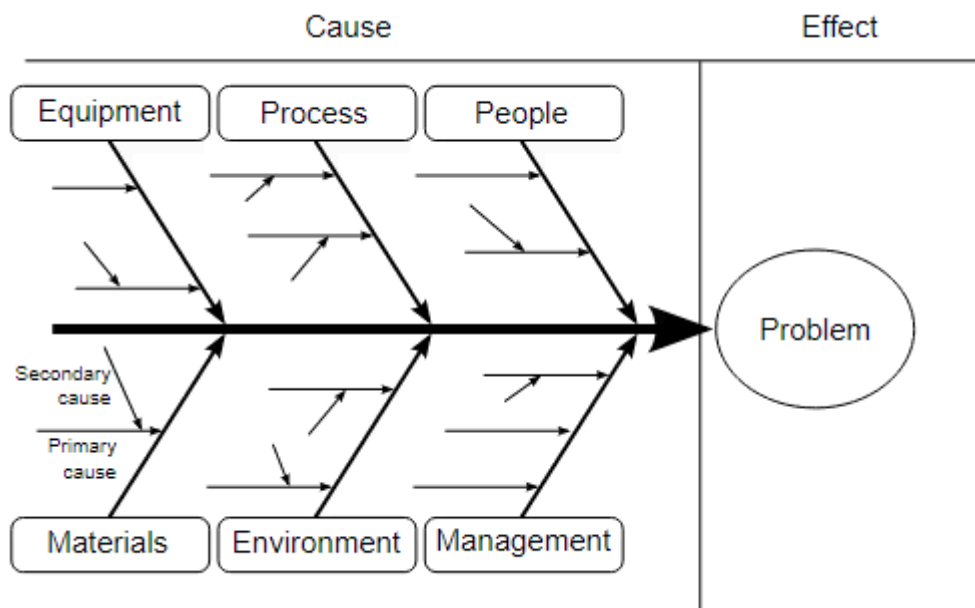 Cause
Effect
Equipment
Process
People
Problem
Secondary
cause
Primary
cause
Materials
Environment
Management